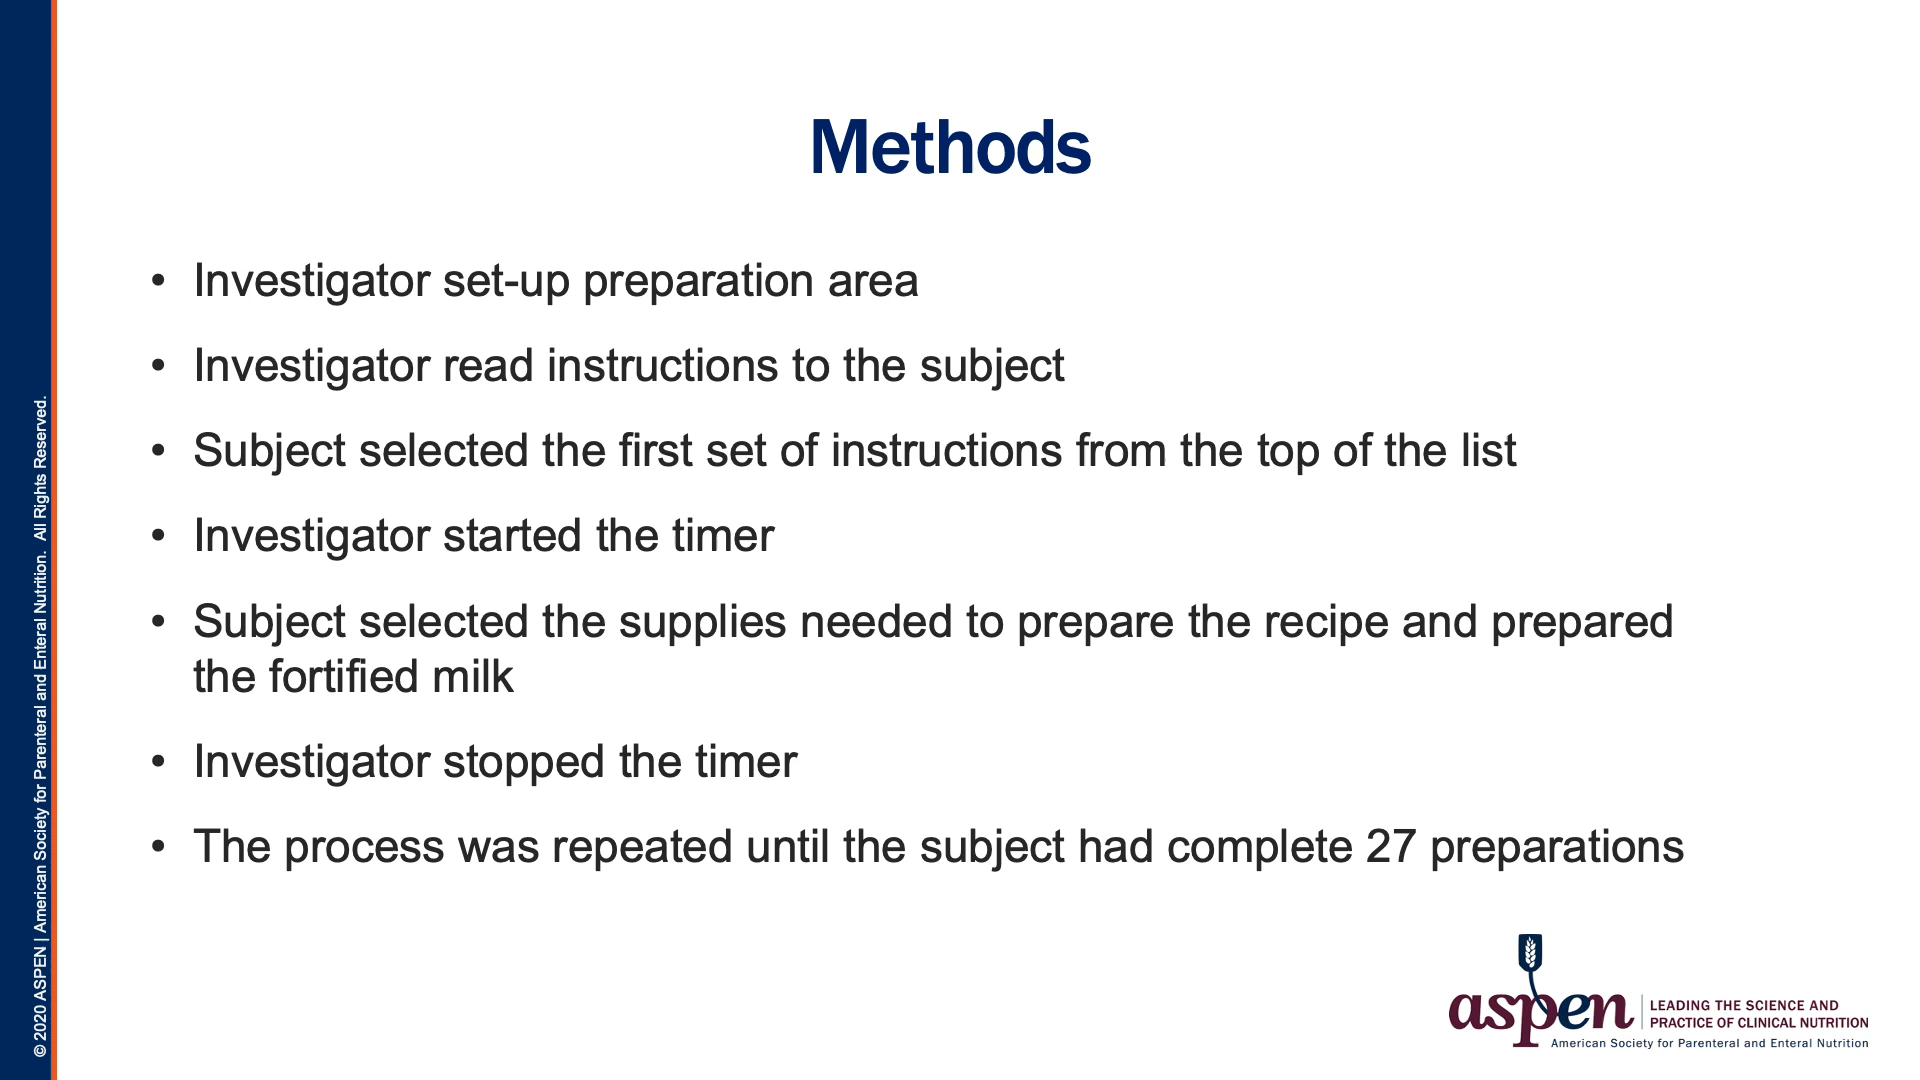 Methods
• Investigator set-up preparation area
• Investigator read instructions to the subject
• Subject selected the first set of instructions from the top of the list
• Investigator started the timer
• Subject selected the supplies needed to prepare the recipe and prepared
the fortified milk
• Investigator stopped the timer
• The process was repeated until the subject had complete 27 preparations
© 2020 ASPEN | American Society for Parenteral and Enteral Nutrition. All Rights Reserved.
aspen
LEADING THE SCIENCE AND
PRACTICE OF CLINICAL NUTRITION
American Society for Parenteral and Enteral Nutrition